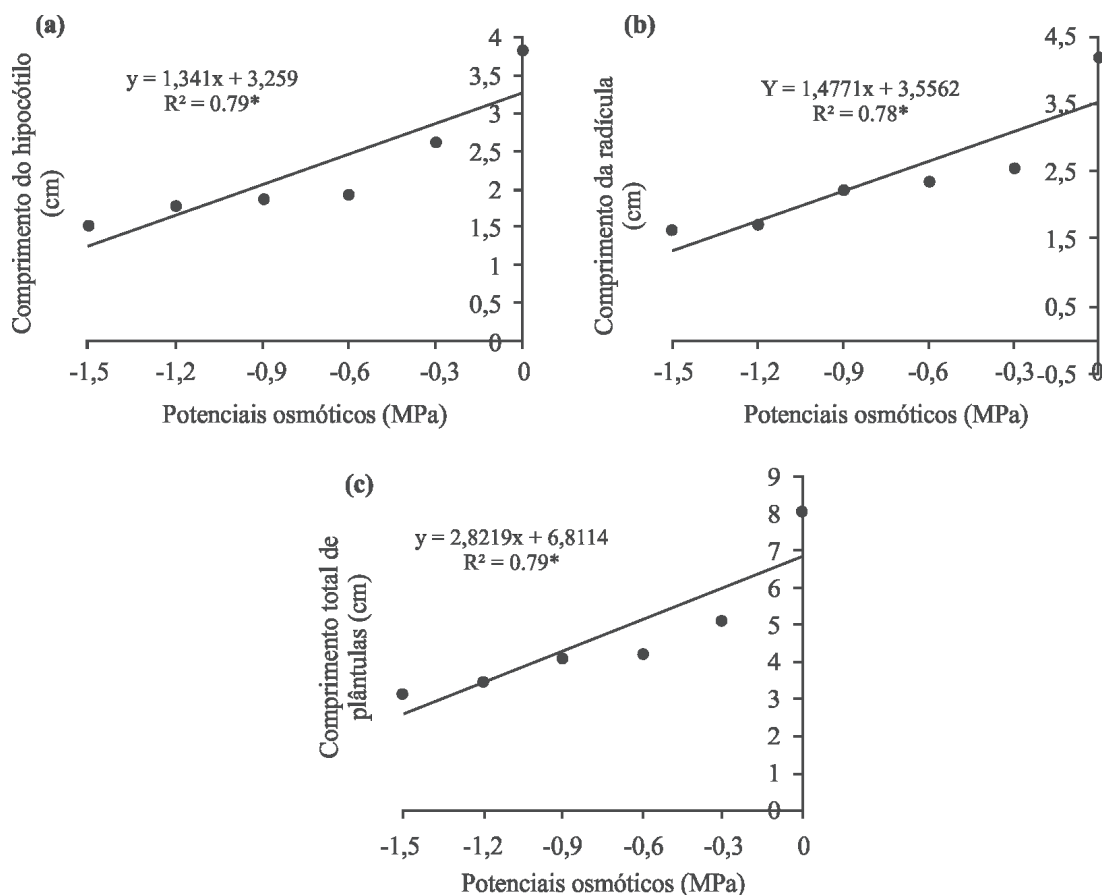 (a)
Comprimento do hipocótilo
(cm)
y = 1,341x + 3,259
R² = 0.79*
4
3,5
3
2,5
2
1,5
1
0,5
0
-1,5
-1,2
-0,9
-0,6
-0,3
0
Potenciais osmóticos (MPa)
(b)
Comprimento da radícula
(cm)
Y = 1,4771x + 3,5562
R² = 0.78*
4,5
3,5
2,5
1,5
0,5
-0,5
-1,5
-1,2
-0,9
-0,6
-0,3
0
Potenciais osmóticos (MPa)
(c)
Comprimento total de
plântulas (cm)
y = 2,8219x + 6,8114
R² = 0.79*
9
8
7
6
5
4
3
2
1
0
-1,5
-1,2
-0,9
-0,6
-0,3
0
Potenciais osmóticos (MPa)